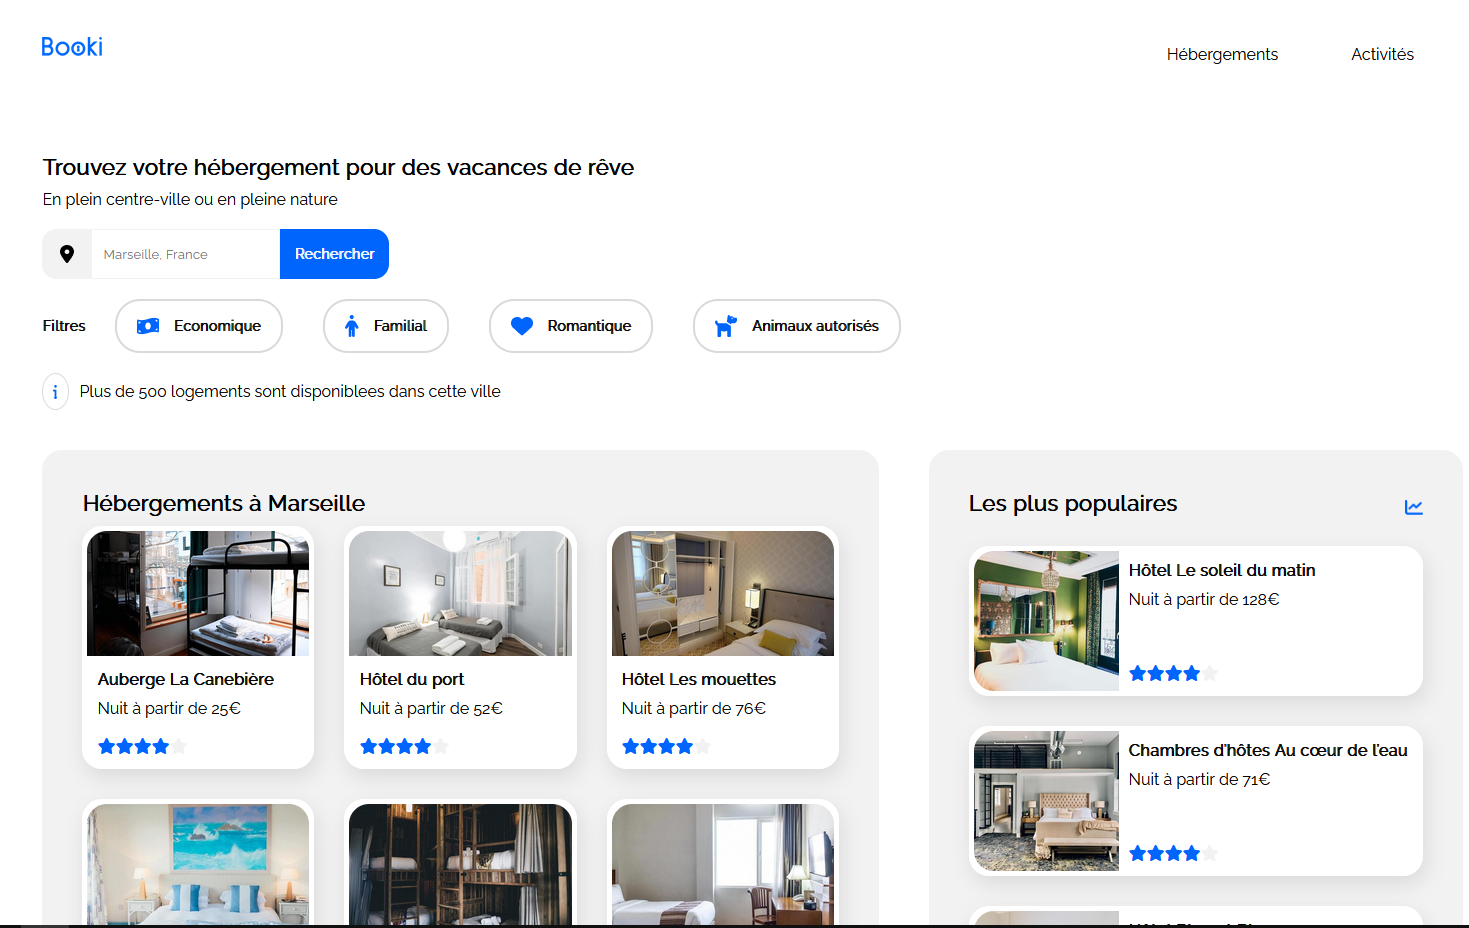 Booki
Hébergements
Activités
Trouvez votre hébergement pour des vacances de rêve
En plein centre-ville ou en pleine nature
Marseille, France
Rechercher
Filtres
Economique
Familial
Romantique
Animaux autorisés
i
Plus de 500 logements sont disponiblees dans cette ville
Hébergements à Marseille
Auberge La Canebière
Nuit à partir de 25€
Hôtel du port
Nuit à partir de 52€
Hôtel Les mouettes
Nuit à partir de 76€
Les plus populaires
Hôtel Le soleil du matin
Nuit à partir de 128€
Chambres d'hôtes Au cœur de l'eau
Nuit à partir de 71€